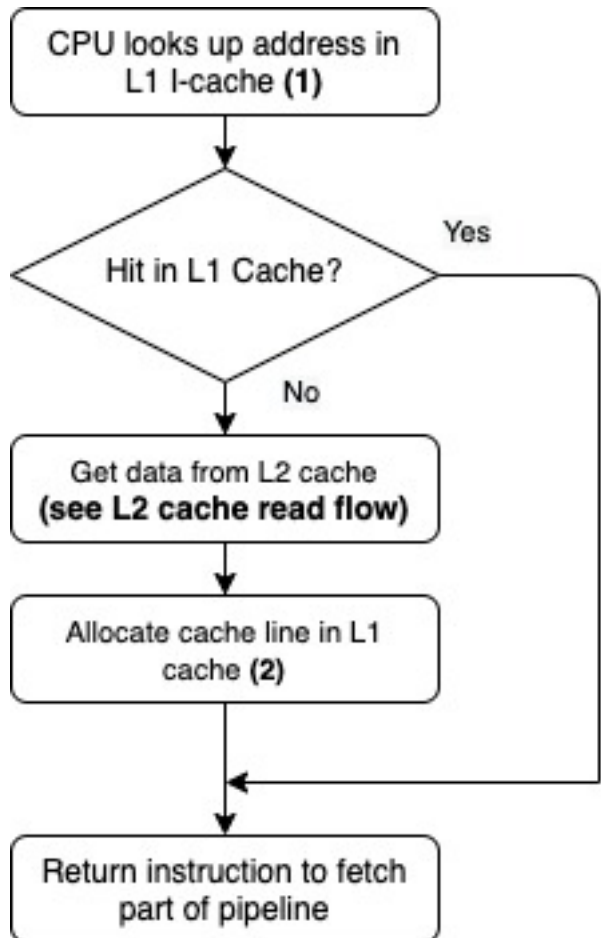 CPU looks up address in
L1 I-cache (1)
Hit in L1 Cache?
Yes
No
Get data from L2 cache
(see L2 cache read flow)
Allocate cache line in L1
cache (2)
Return instruction to fetch
part of pipeline